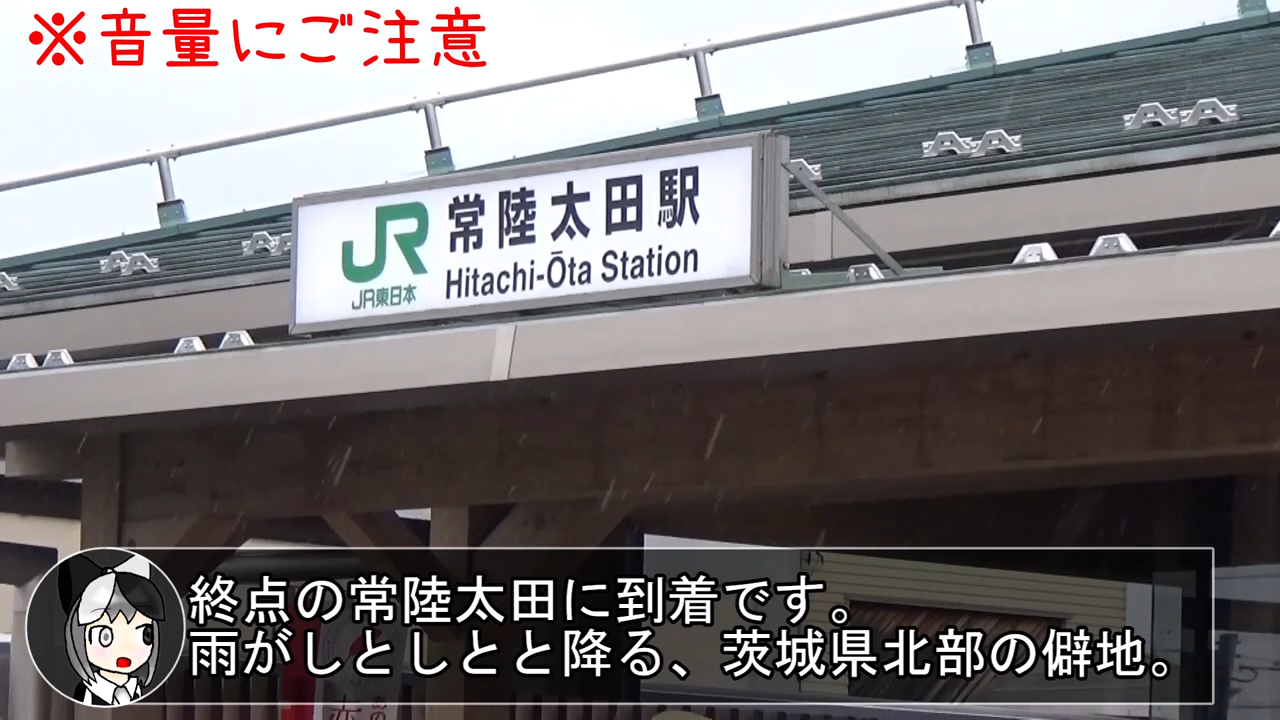 ※音量にご注意
JR
JR東日本
常陸太田駅
Hitachi-Ōta Station
終点の常陸太田に到着です。
雨がしとしとと降る、茨城県北部の僻地。